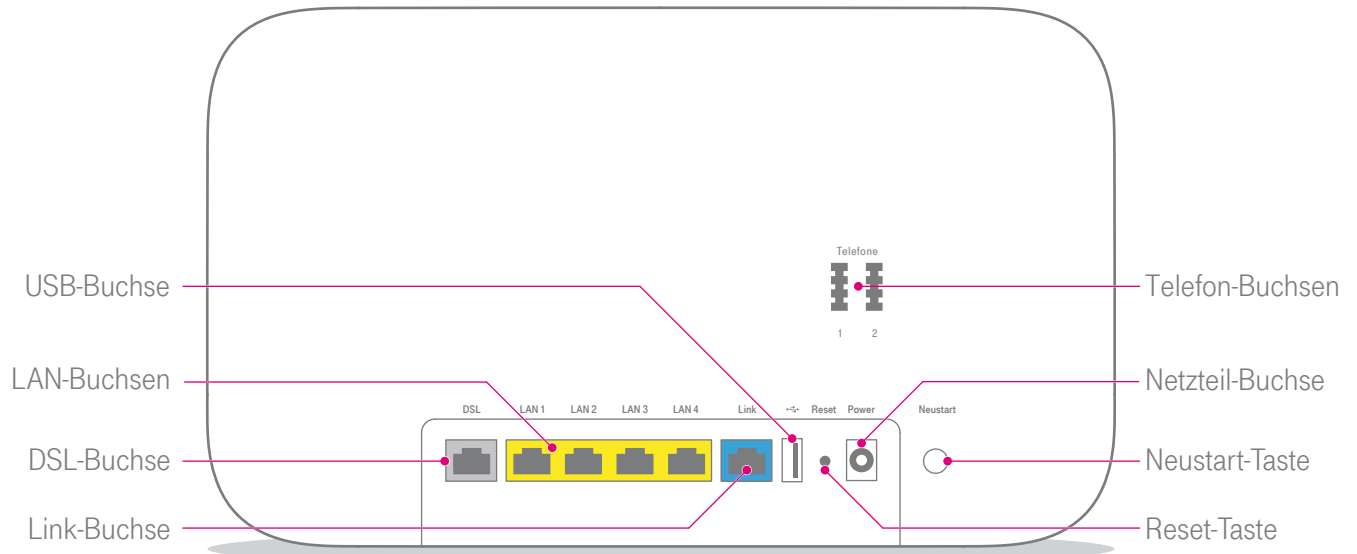 Telefone
USB-Buchse
Telefon-Buchsen
1 2
LAN-Buchsen
Netzteil-Buchse
DSL LAN 1 LAN 2 LAN 3 LAN 4 Link Reset Power Neustart
DSL-Buchse
Neustart-Taste
Link-Buchse
Reset-Taste